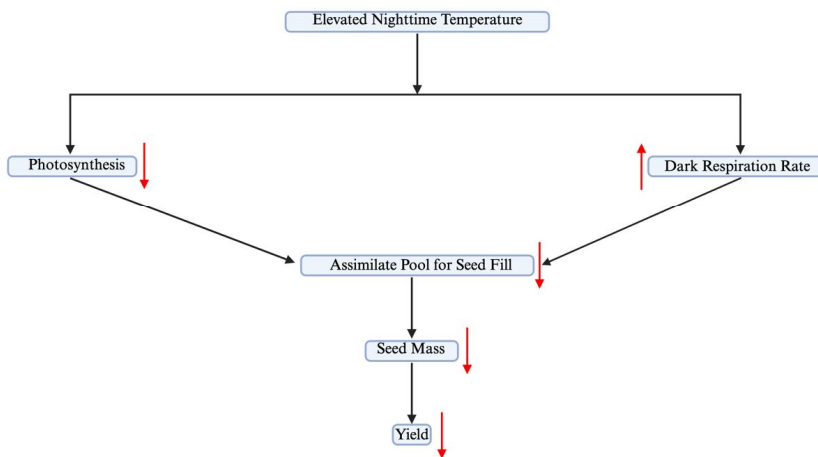 Elevated Nighttime Temperature
Photosynthesis
Dark Respiration Rate
Assimilate Pool for Seed Fill
Seed Mass
Yield